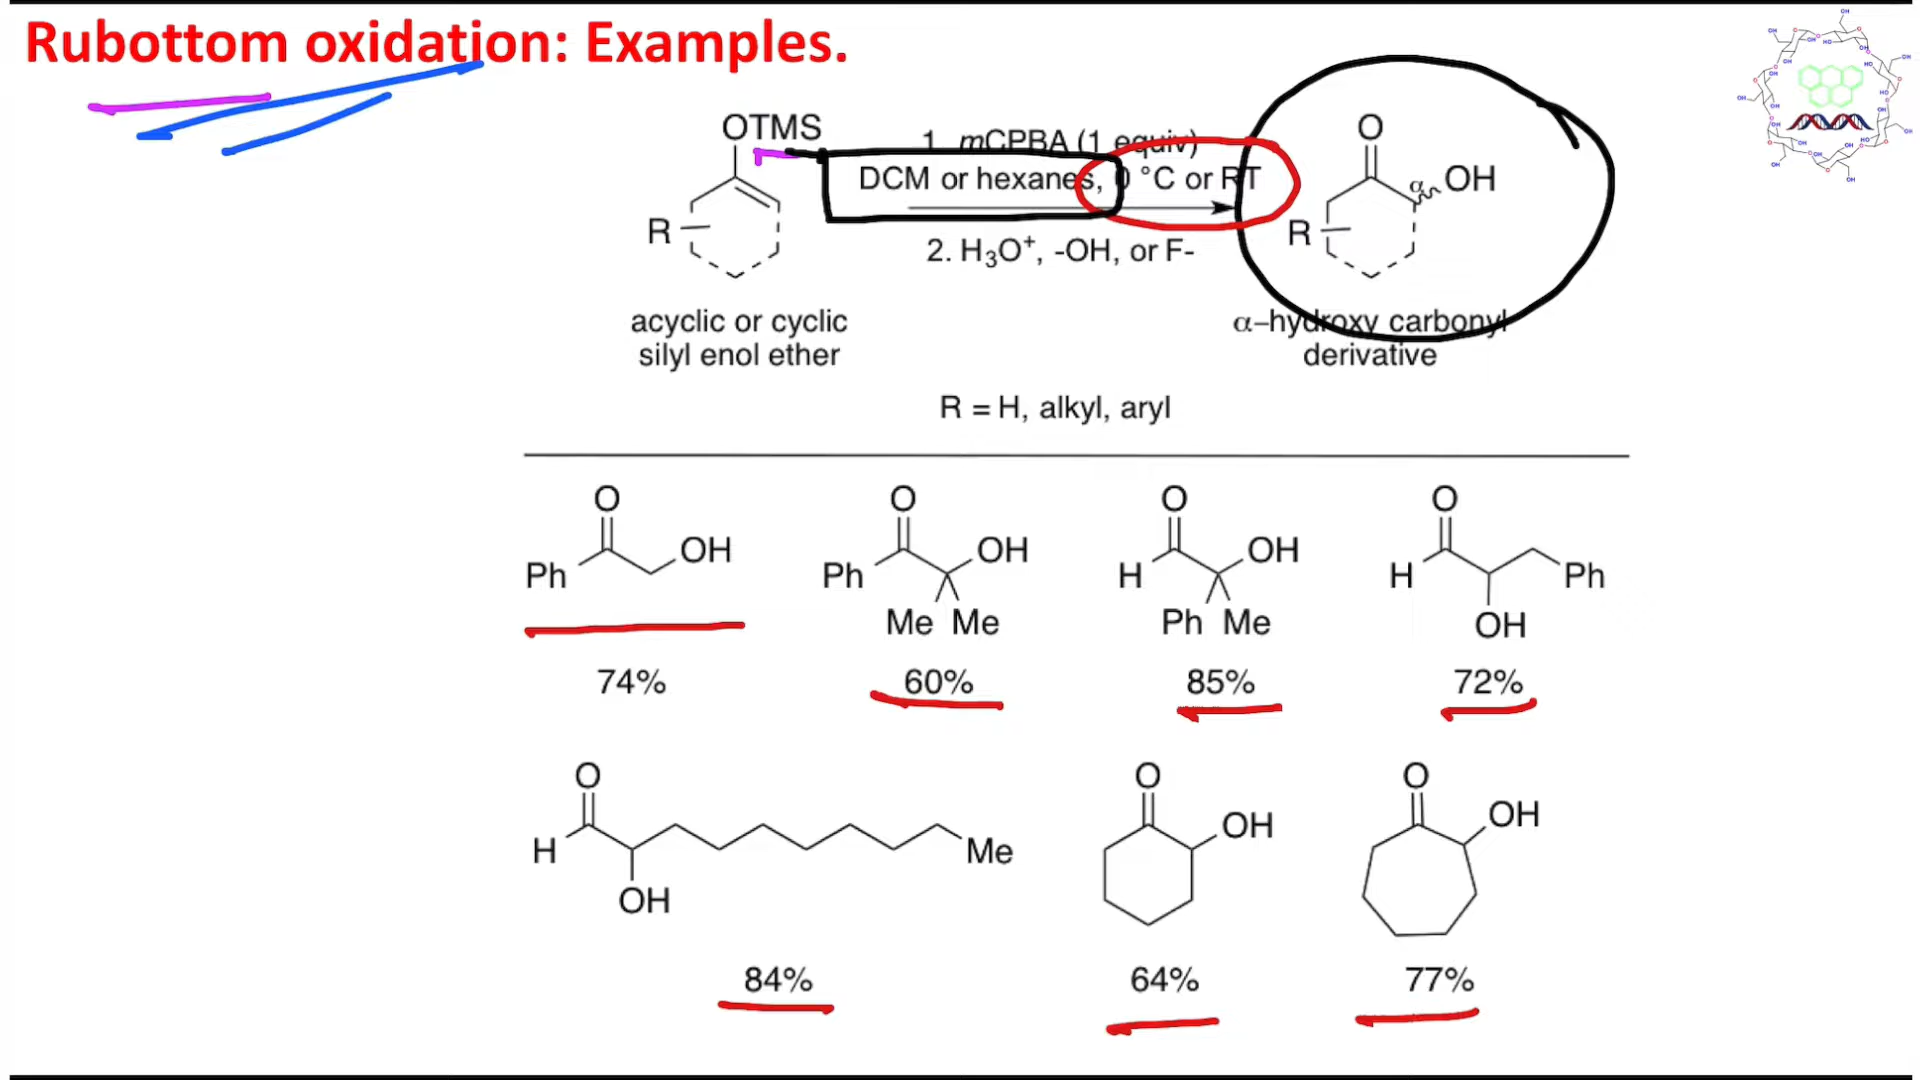 Rubottom oxidation: Examples.
OTMS
1. mCPBA (1 equiv)
DCM or hexanes, 0 °C or RT
2. H₃O⁺, -OH, or F-
R
O
α
OH
R
acyclic or cyclic
silyl enol ether
α–hydroxy carbonyl
derivative
R = H, alkyl, aryl
O
OH
Ph
74%
O
OH
Ph
Me Me
60%
O
OH
H
Ph Me
85%
O
H
Ph
OH
72%
O
H
Me
OH
84%
O
OH
64%
O
OH
77%